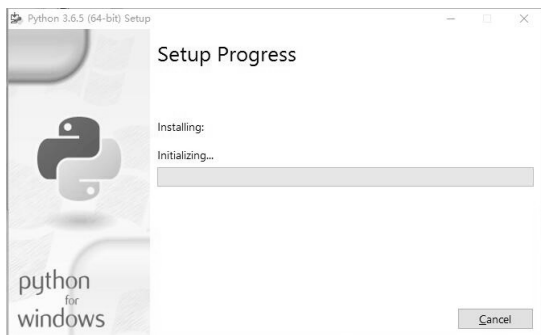 Python 3.6.5 (64-bit) Setup
Setup Progress
Installing:
Initializing...
python
for
windows
Cancel